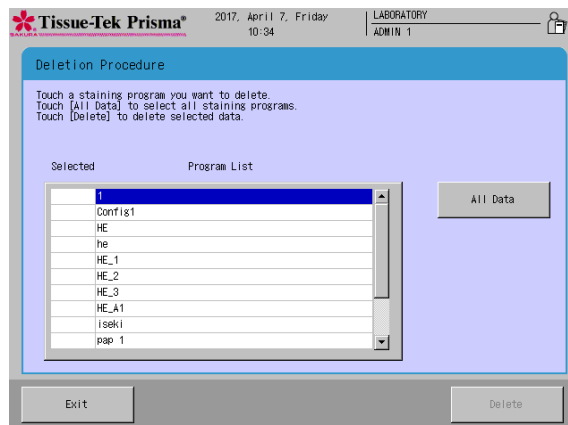 Tissue-Tek Prisma®
SAKURA
2017, April 7, Friday
10:34
LABORATORY
ADMIN 1
Deletion Procedure
Touch a staining program you want to delete.
Touch [All Data] to select all staining programs.
Touch [Delete] to delete selected data.
Selected Program List
1
Config1
HE
he
HE_1
HE_2
HE_3
HE_A1
iseki
pap 1
All Data
Exit
Delete